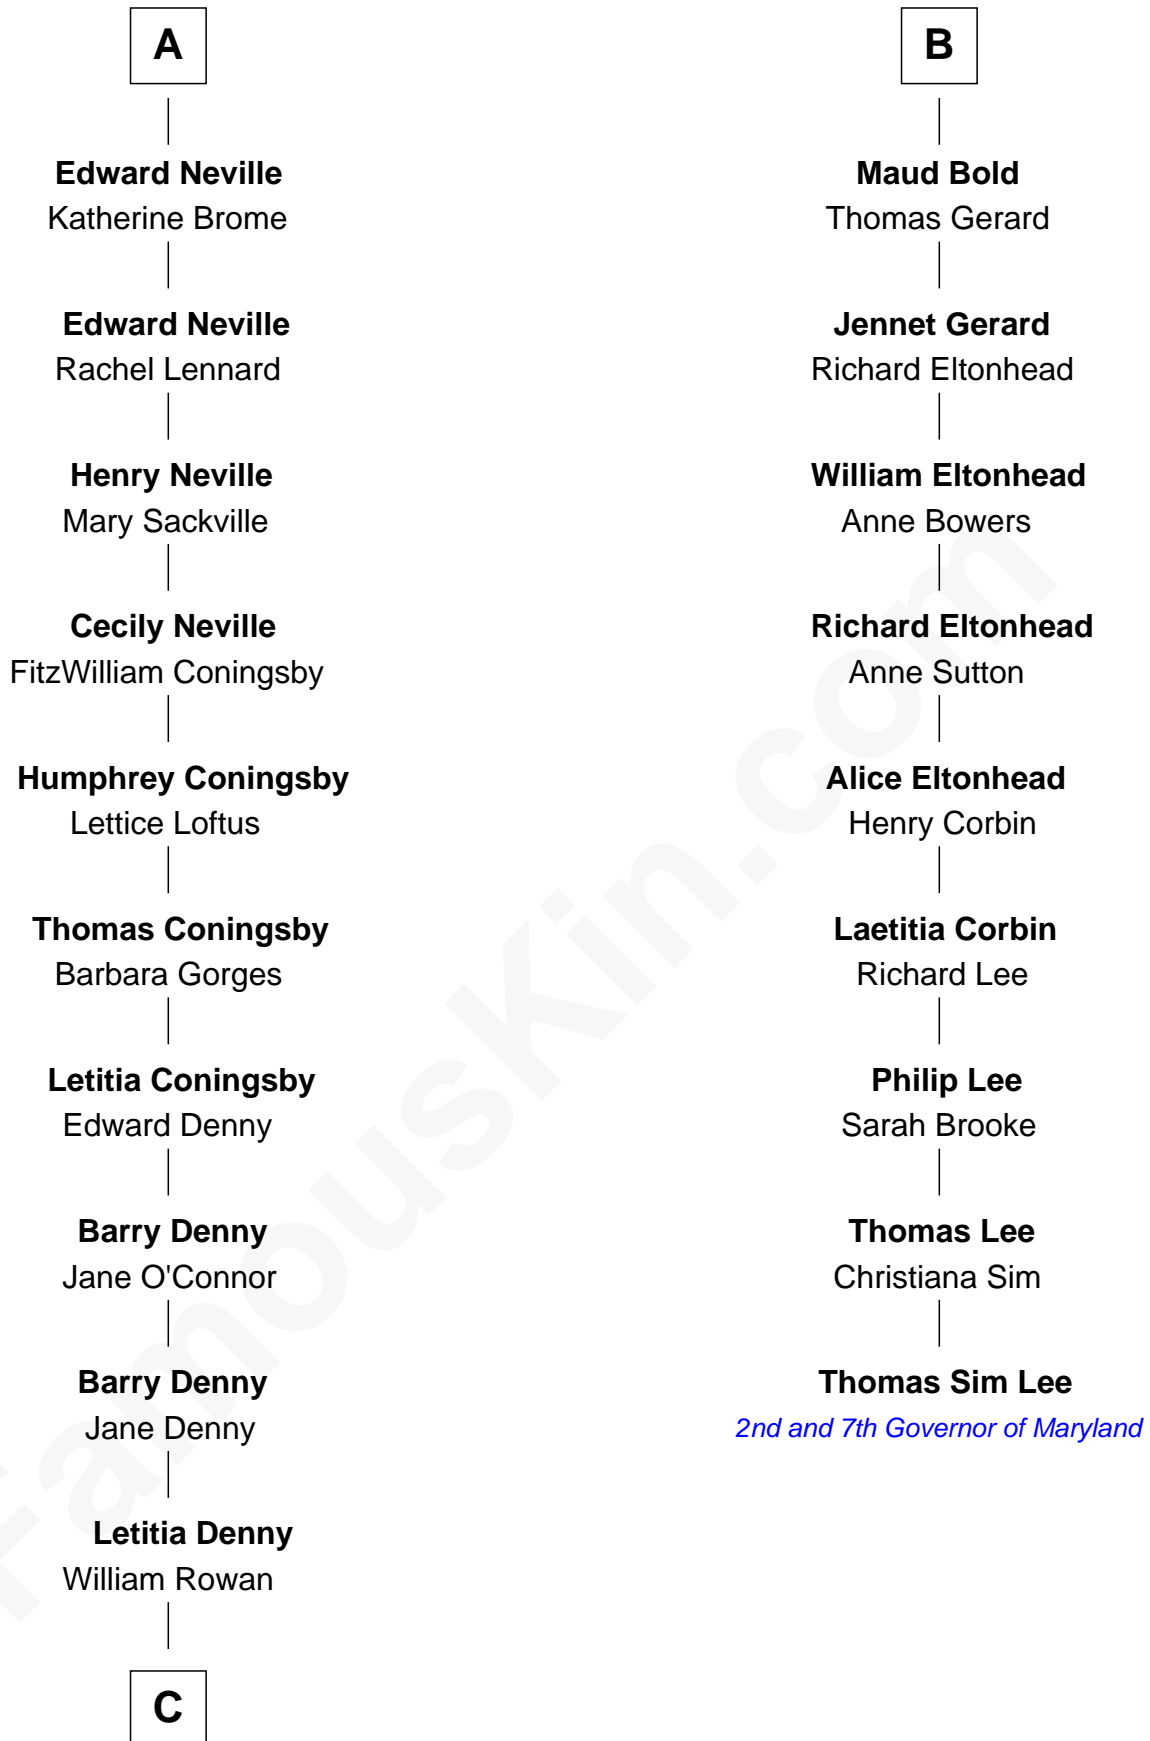 A
Edward Neville
Katherine Brome
Edward Neville
Rachel Lennard
Henry Neville
Mary Sackville
Cecily Neville
FitzWilliam Coningsby
Humphrey Coningsby
Lettice Loftus
Thomas Coningsby
Barbara Gorges
Letitia Coningsby
Edward Denny
Barry Denny
Jane O'Connor
Barry Denny
Jane Denny
Letitia Denny
William Rowan
C
B
Maud Bold
Thomas Gerard
Jennet Gerard
Richard Eltonhead
William Eltonhead
Anne Bowers
Richard Eltonhead
Anne Sutton
Alice Eltonhead
Henry Corbin
Laetitia Corbin
Richard Lee
Philip Lee
Sarah Brooke
Thomas Lee
Christiana Sim
Thomas Sim Lee
2nd and 7th Governor of Maryland
FamousKin.com